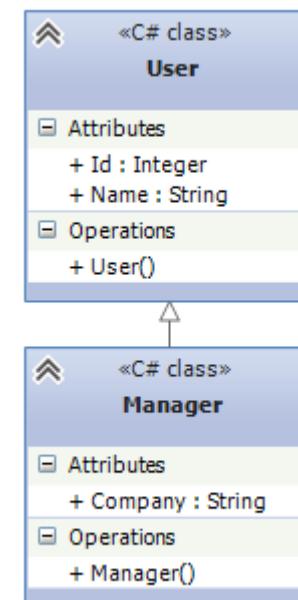 «C# class»
User
Attributes
+ Id : Integer
+ Name : String
Operations
+ User()
«C# class»
Manager
Attributes
+ Company : String
Operations
+ Manager()